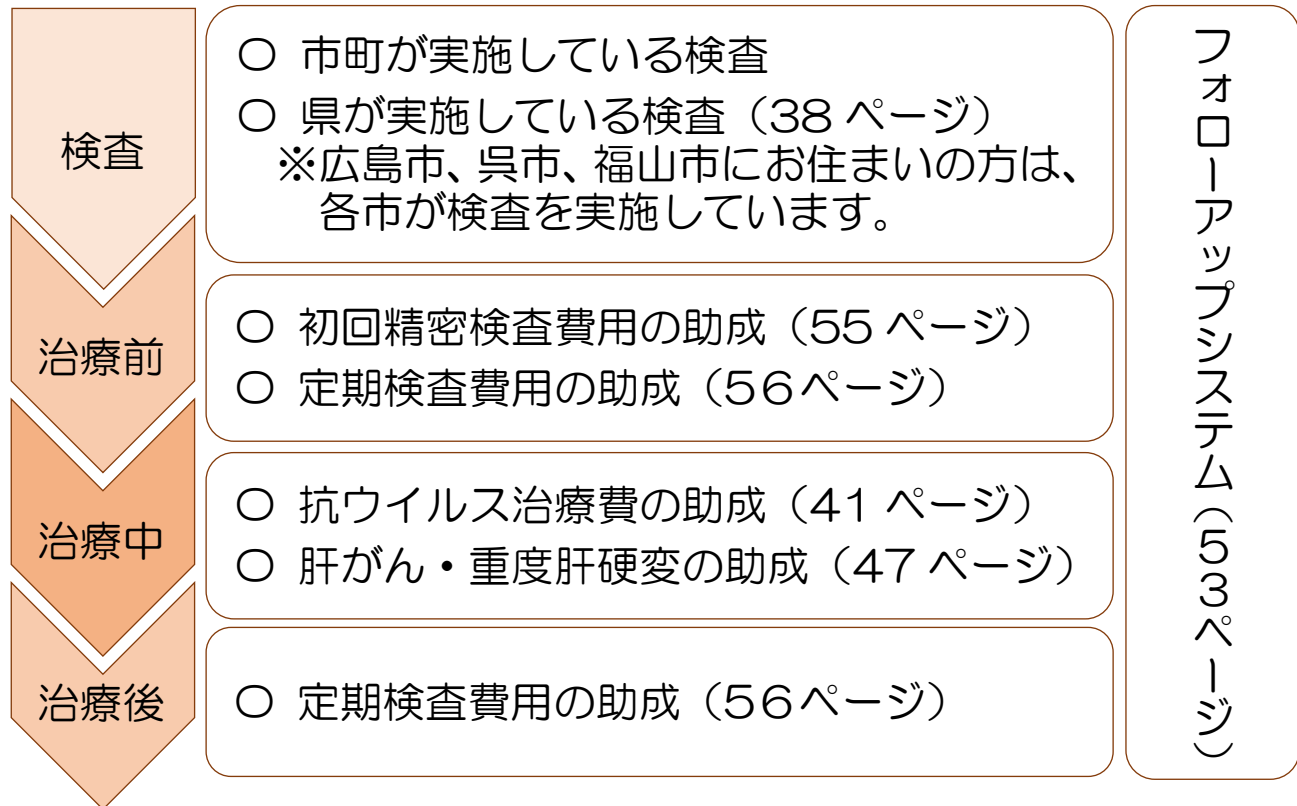 検査
〇 市町が実施している検査
〇 県が実施している検査（38 ページ）
※広島市、呉市、福山市にお住まいの方は、
各市が検査を実施しています。
治療前
〇 初回精密検査費用の助成（55 ページ）
〇 定期検査費用の助成（５６ページ）
治療中
〇 抗ウイルス治療費の助成（41 ページ）
〇 肝がん・重度肝硬変の助成（47 ページ）
治療後
〇 定期検査費用の助成（５６ページ）
フォローアップシステム（５３ページ）